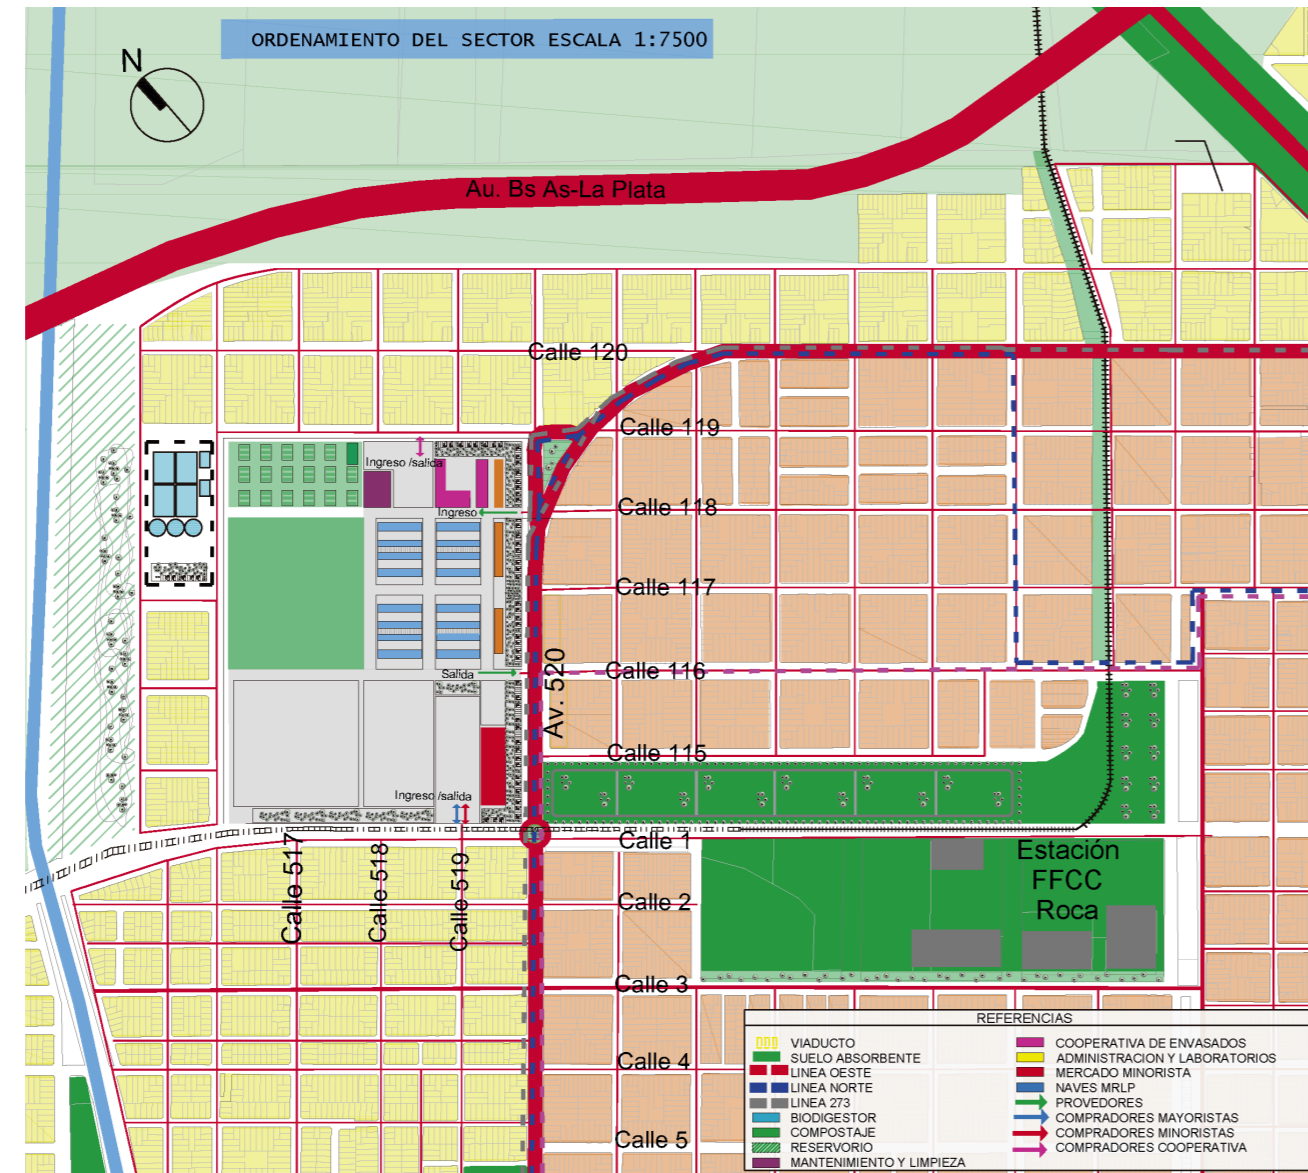 ORDENAMIENTO DEL SECTOR ESCALA 1:7500
N
Au. Bs As-La Plata
Calle 120
Calle 119
Ingreso /salida
Calle 118
Ingreso
Calle 117
Calle 116
Salida
Av. 520
Calle 115
Ingreso /salida
Calle 1
Calle 517
Calle 518
Calle 519
Estación
FFCC
Roca
Calle 2
Calle 3
Calle 4
Calle 5
REFERENCIAS
VIADUCTO
SUELO ABSORBENTE
LINEA OESTE
LINEA NORTE
LINEA 273
BIODIGESTOR
COMPOSTAJE
RESERVORIO
MANTENIMIENTO Y LIMPIEZA
COOPERATIVA DE ENVASADOS
ADMINISTRACION Y LABORATORIOS
MERCADO MINORISTA
NAVES MRLP
PROVEDORES
COMPRADORES MAYORISTAS
COMPRADORES MINORISTAS
COMPRADORES COOPERATIVA